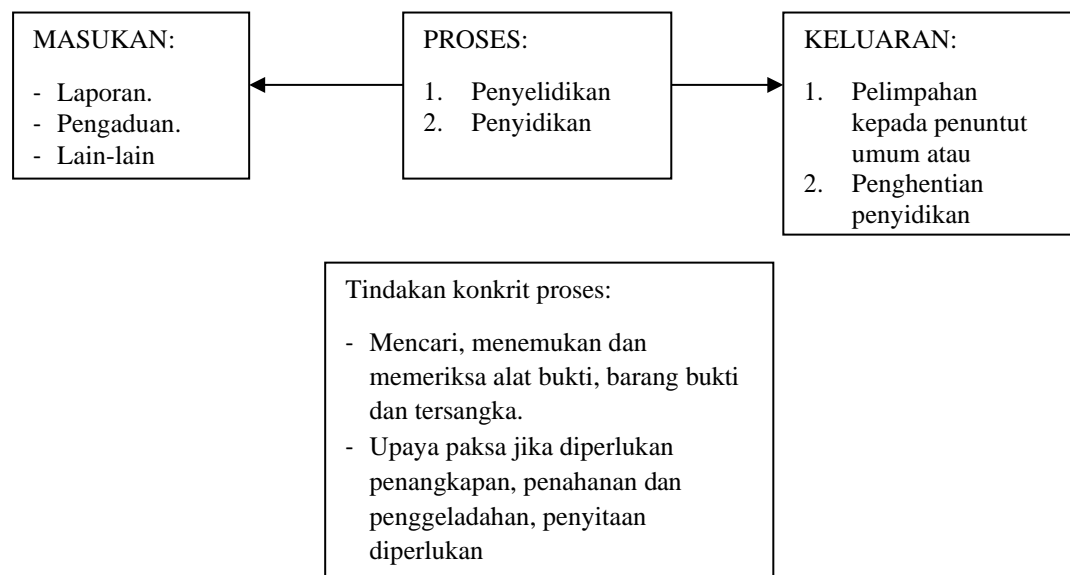 MASUKAN:
- Laporan.
- Pengaduan.
- Lain-lain
PROSES:
1. Penyelidikan
2. Penyidikan
KELUARAN:
1. Pelimpahan
kepada penuntut
umum atau
2. Penghentian
penyidikan
Tindakan konkrit proses:
- Mencari, menemukan dan
memeriksa alat bukti, barang bukti
dan tersangka.
- Upaya paksa jika diperlukan
penangkapan, penahanan dan
penggeladahan, penyitaan
diperlukan